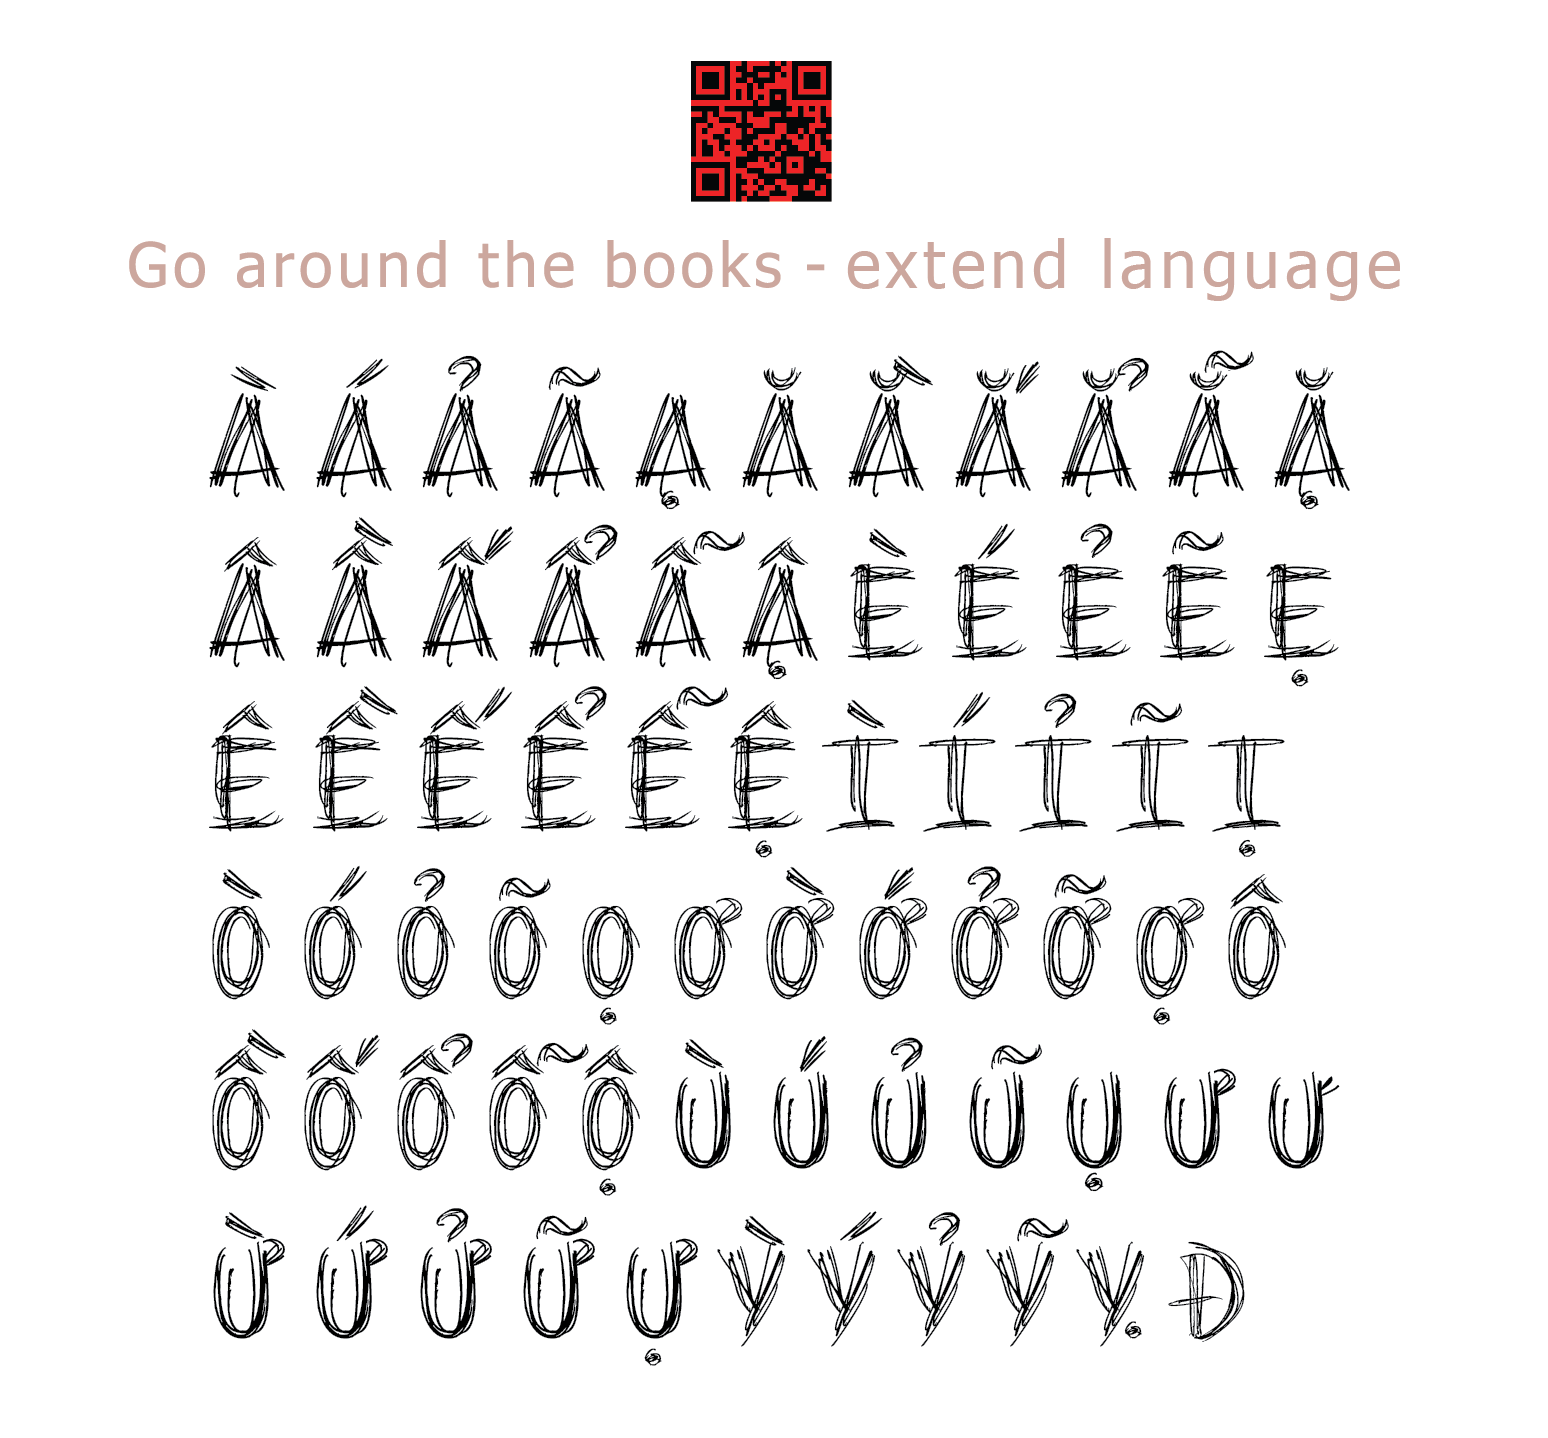 Go around the books - extend language
À Á Ả Ã Ạ Ă Ằ Ắ Ẳ Ẵ Ặ
Â Ầ Ấ Ẩ Ẫ Ậ È É Ẻ Ẽ Ẹ
Ê Ề Ế Ể Ễ Ệ Ì Í Ỉ Ĩ Ị
Ò Ó Ỏ Õ Ọ Ơ Ờ Ớ Ở Ỡ Ợ Ô
Ồ Ố Ổ Ỗ Ộ Ù Ú Ủ Ũ Ụ Ư Ư
Ừ Ứ Ử Ữ Ự Ỳ Ý Ỷ Ỹ Ỵ Đ